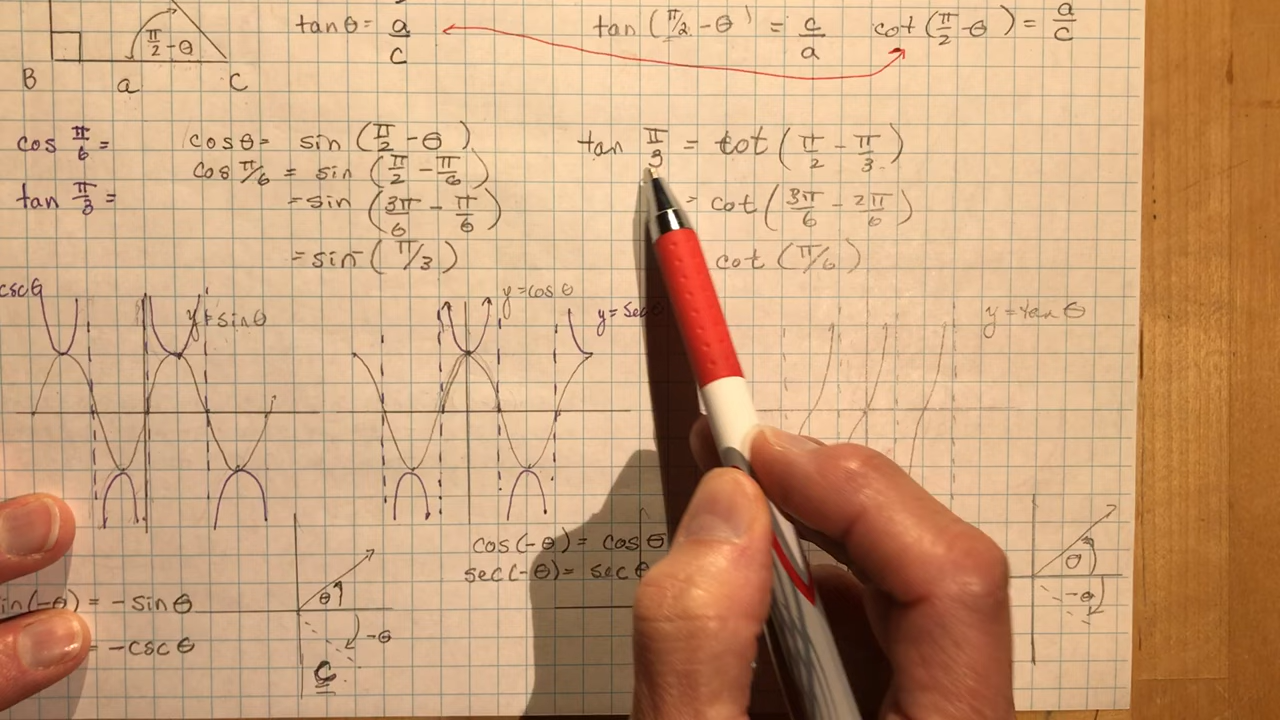 tan θ = a/c
tan (π/2 - θ) = c/a
cot (π/2 - θ) = a/c
π/2 - θ
B a C
cos π/6 =
tan π/3 =
cos θ = sin (π/2 - θ)
cos π/6 = sin (π/2 - π/6)
= sin (3π/6 - π/6)
= sin (π/3)
tan π/3 = cot (π/2 - π/3)
= cot (3π/6 - 2π/6)
cot (π/6)
csc θ
y = sin θ
y = cos θ
y = sec θ
y = tan θ
in(-θ) = - sin θ
= - csc θ
θ
-θ
C
cos (-θ) = cos θ
sec (-θ) = sec θ
θ
-θ